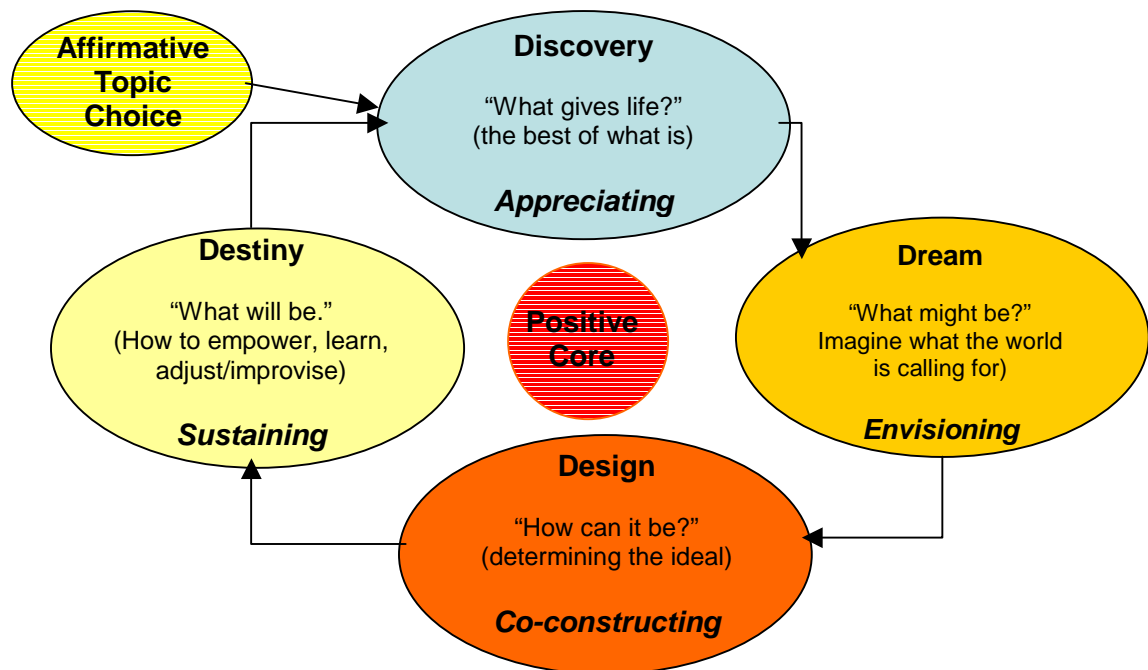 Affirmative
Topic
Choice
Discovery
“What gives life?”
(the best of what is)
Appreciating
Dream
“What might be?”
Imagine what the world
is calling for)
Envisioning
Design
“How can it be?”
(determining the ideal)
Co-constructing
Destiny
“What will be.”
(How to empower, learn,
adjust/improvise)
Sustaining
Positive
Core